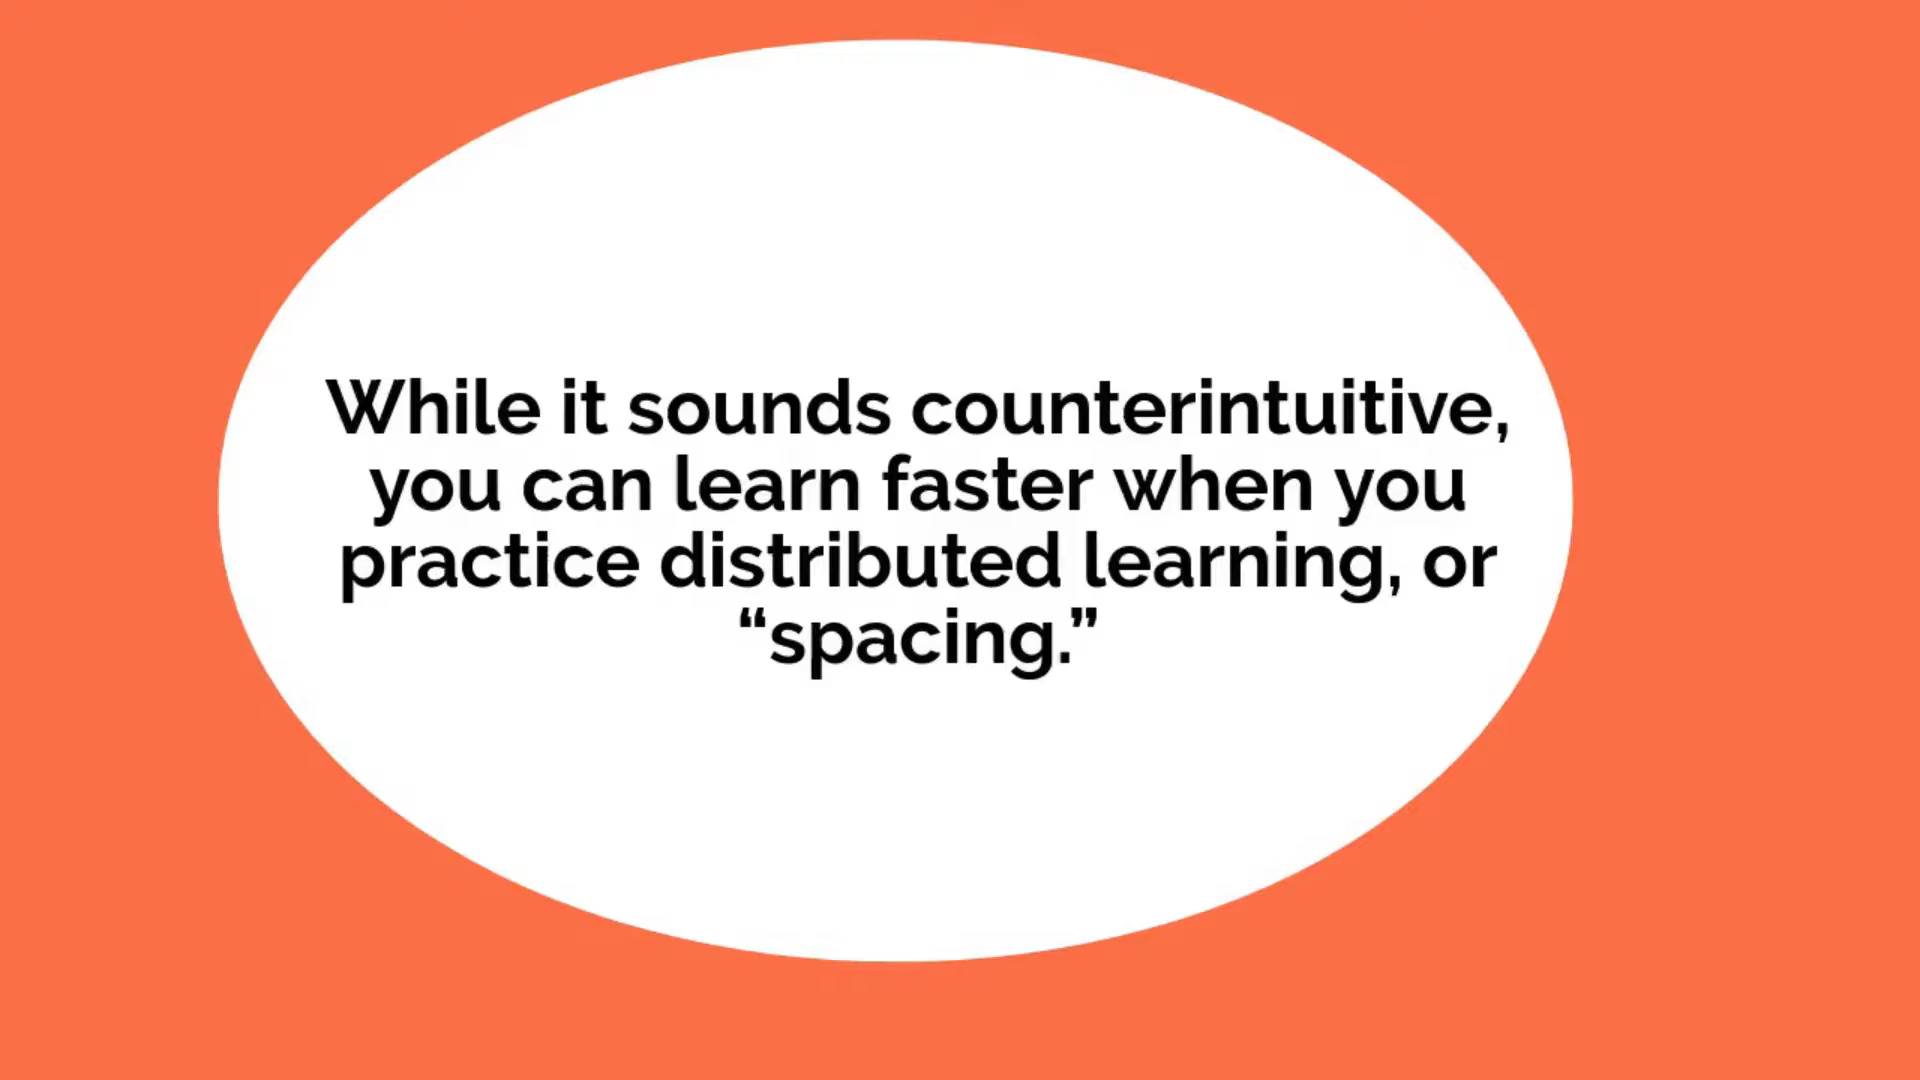 While it sounds counterintuitive,
you can learn faster when you
practice distributed learning, or
“spacing.”